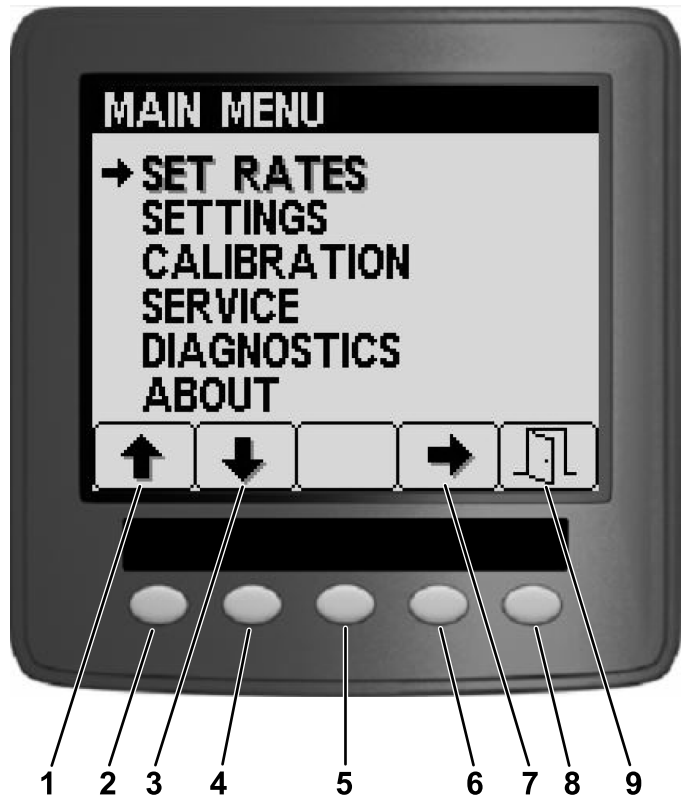 MAIN MENU
SET RATES
SETTINGS
CALIBRATION
SERVICE
DIAGNOSTICS
ABOUT
1 2 3 4 5 6 7 8 9